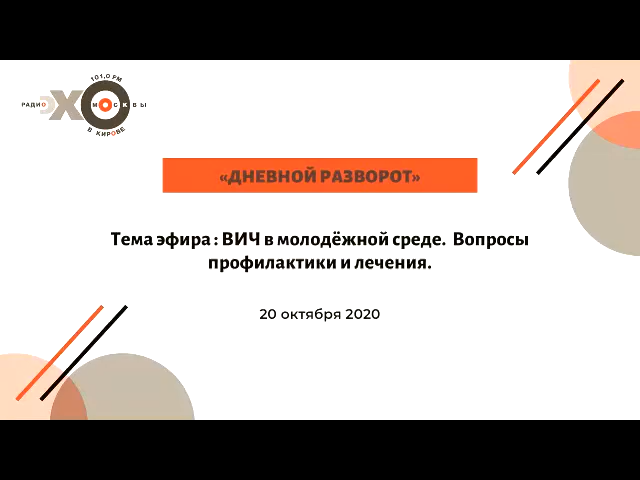 101,0 FM
РАДИО ЭХО МОСКВЫ
В КИРОВЕ
«ДНЕВНОЙ РАЗВОРОТ»
Тема эфира : ВИЧ в молодёжной среде. Вопросы
профилактики и лечения.
20 октября 2020